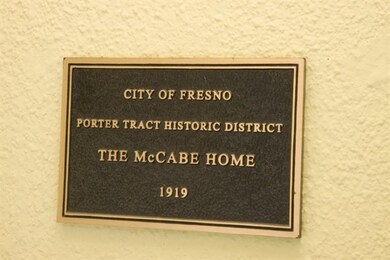 CITY OF FRESNO
PORTER TRACT HISTORIC DISTRICT
THE McCABE HOME
1919